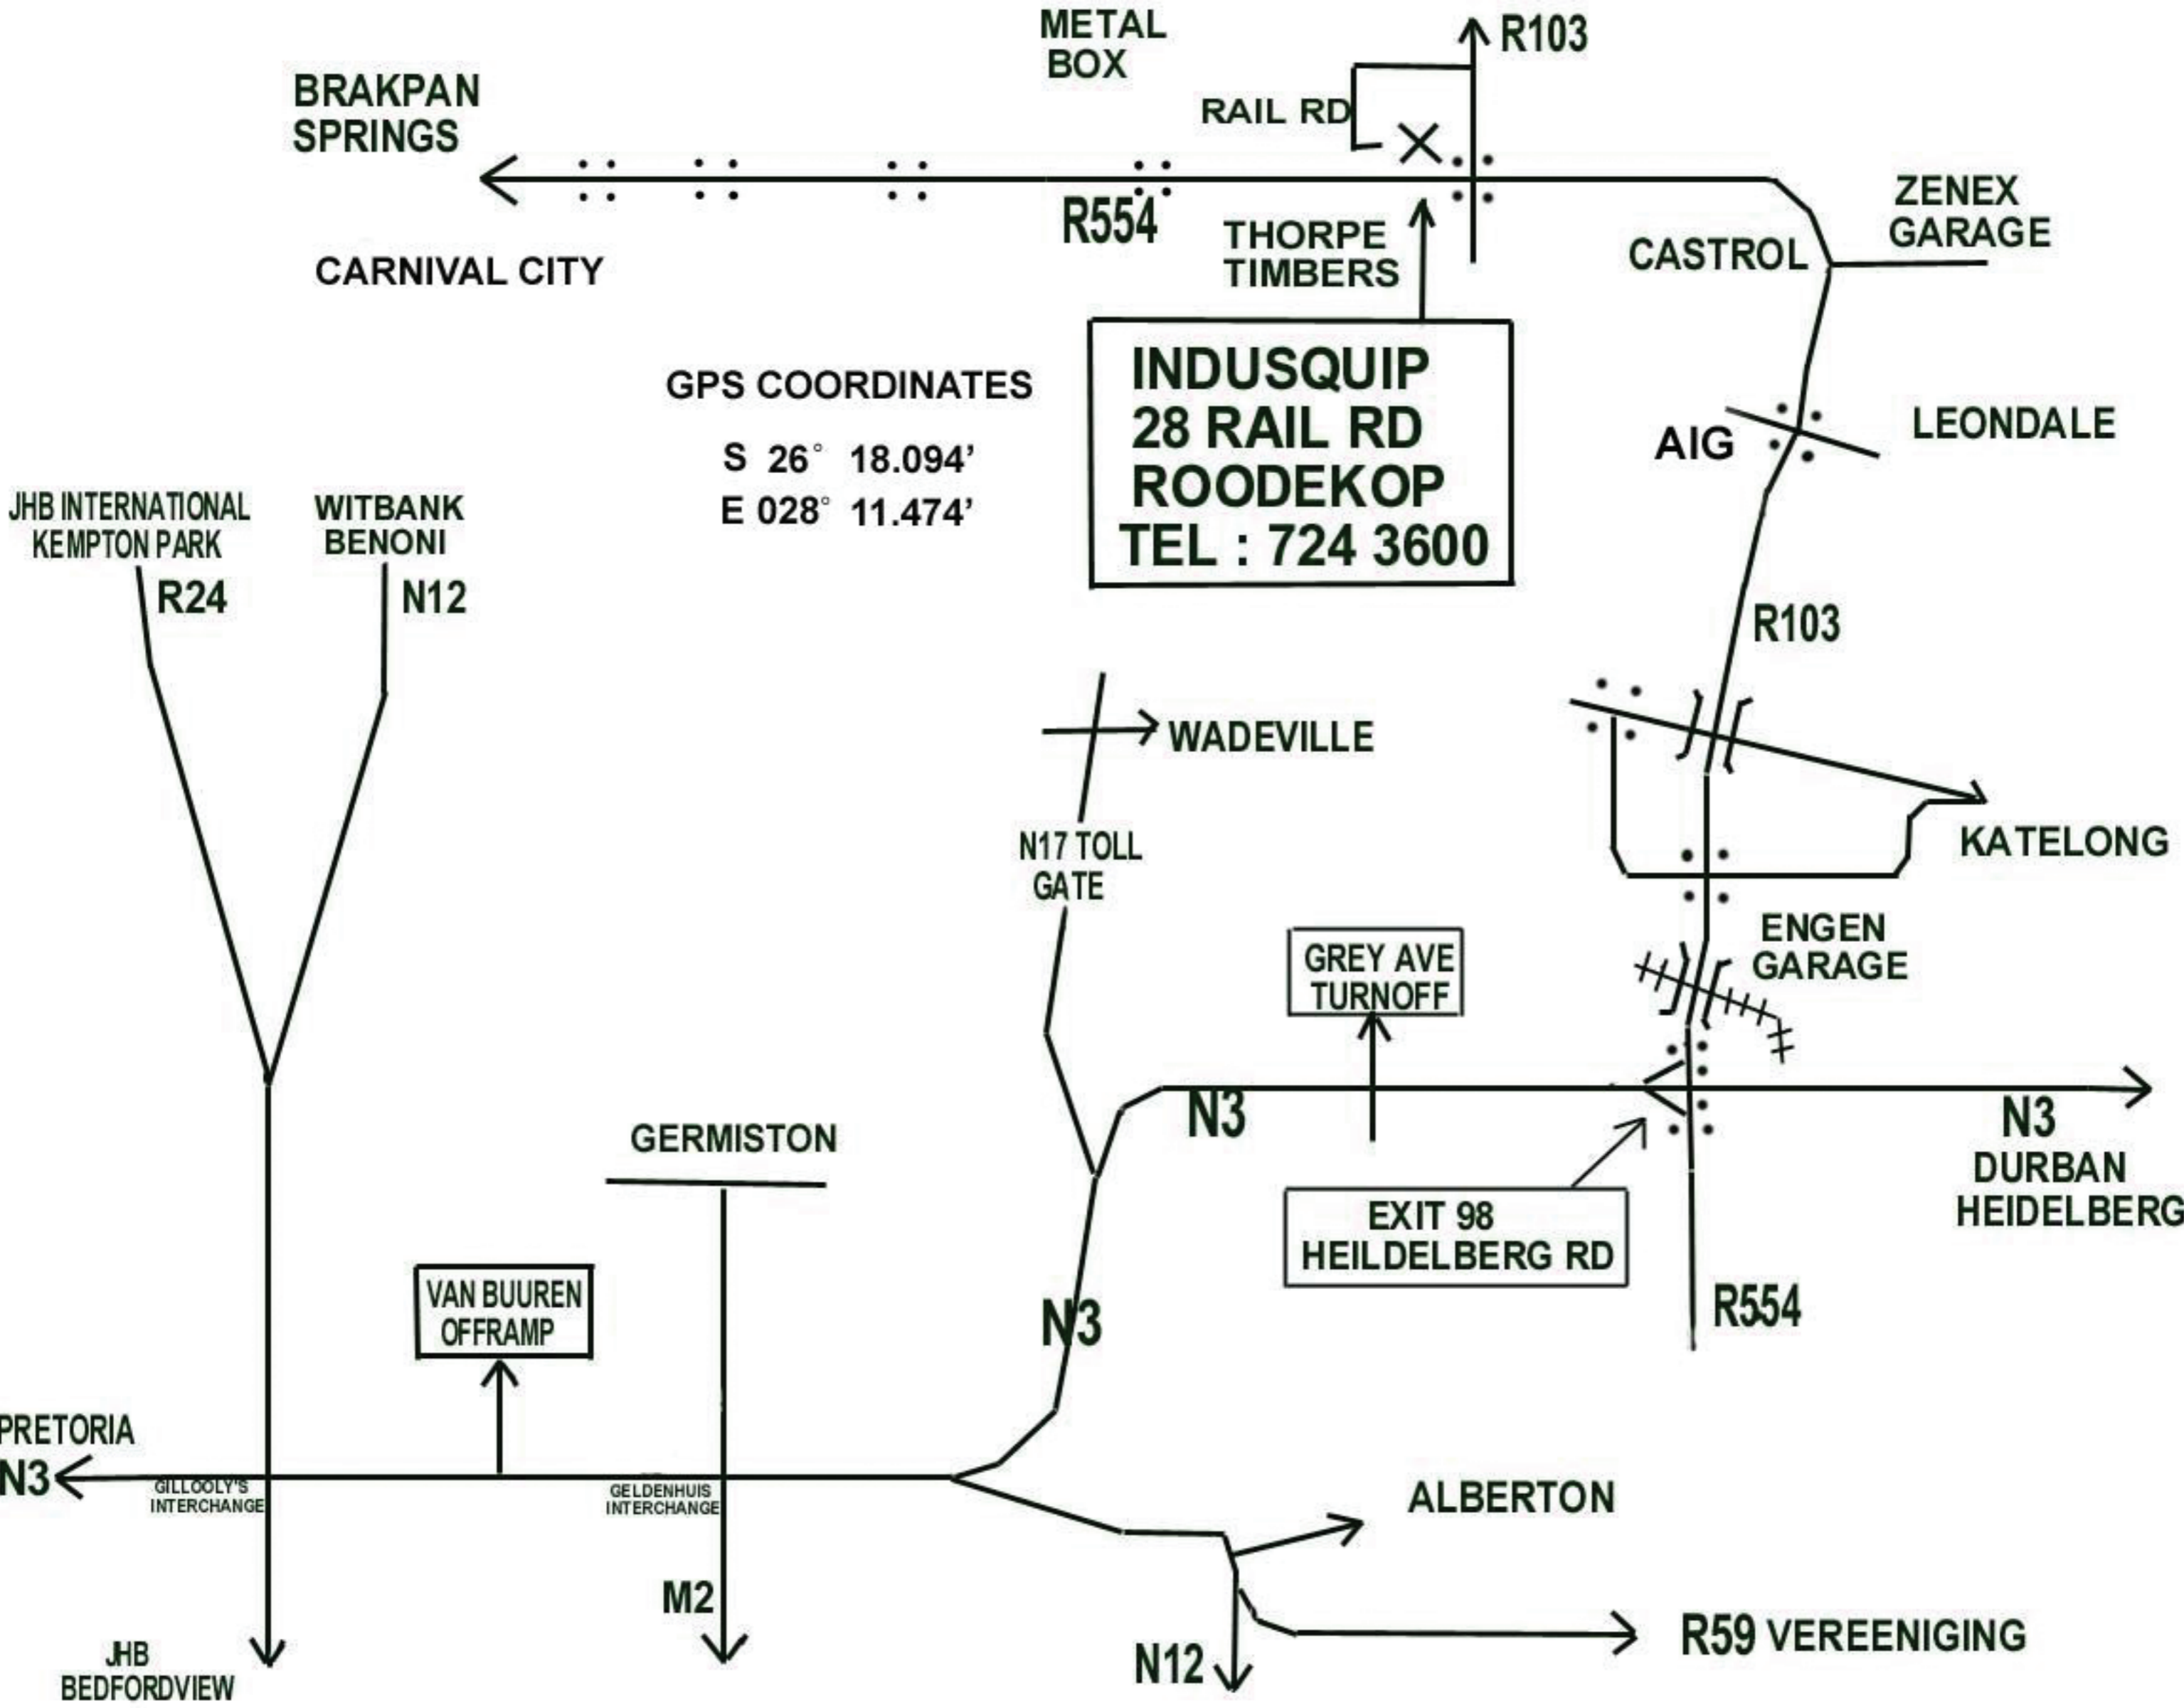 METAL
BOX
R103
BRAKPAN
SPRINGS
RAIL RD
ZENEX
GARAGE
R554
THORPE
TIMBERS
CASTROL
CARNIVAL CITY
GPS COORDINATES
S 26° 18.094’
E 028° 11.474’
INDUSQUIP
28 RAIL RD
ROODEKOP
TEL : 724 3600
AIG
LEONDALE
JHB INTERNATIONAL
KEMPTON PARK
R24
WITBANK
BENONI
N12
R103
WADEVILLE
N17 TOLL
GATE
KATELONG
GREY AVE
TURNOFF
ENGEN
GARAGE
N3
N3
DURBAN
HEIDELBERG
GERMISTON
EXIT 98
HEILDELBERG RD
VAN BUUREN
OFFRAMP
N3
R554
PRETORIA
N3
GILLOOLY'S
INTERCHANGE
GELDENHUIS
INTERCHANGE
ALBERTON
M2
JHB
BEDFORDVIEW
N12
R59 VEREENIGING